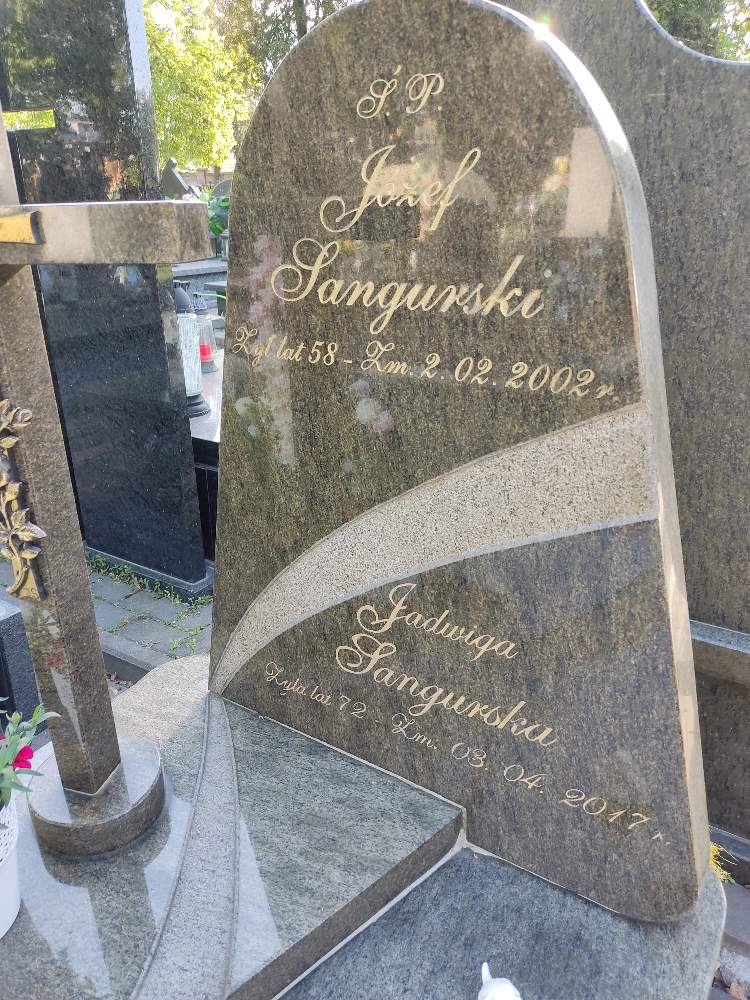 Ś P.
Józef
Sangurski
Żył lat 58 - Zm. 2. 02. 2002 r.
Jadwiga
Sangurska
Żyła lat 72 - Zm. 03. 04. 2017 r.